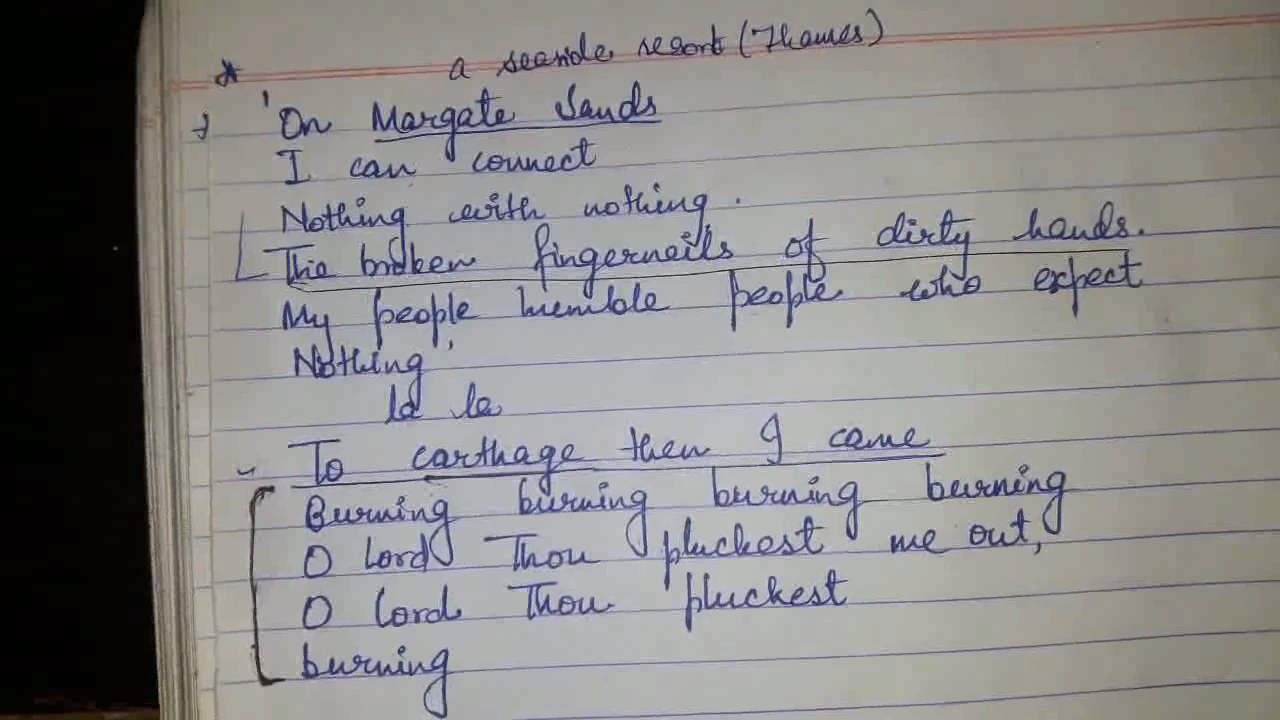 a seaside resort (Thames)
'On Margate Sands
I can connect
Nothing with nothing.
The broken fingernails of dirty hands.
My people humble people who expect
Nothing'
la la
To carthage then I came
Burning burning burning burning
O Lord Thou pluckest me out,
O Lord Thou pluckest
burning